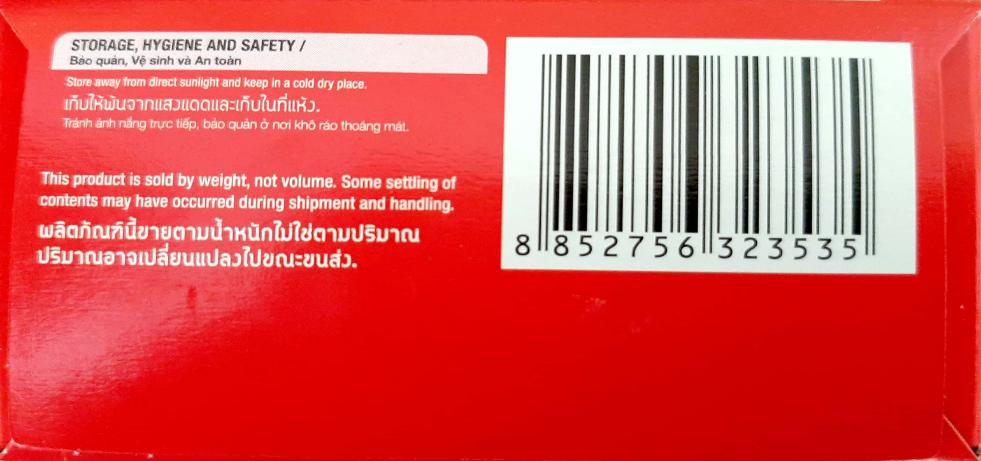 STORAGE, HYGIENE AND SAFETY /
Bảo quản, Vệ sinh và An toàn
Store away from direct sunlight and keep in a cold dry place.
เก็บให้พ้นจากแสงแดดและเก็บในที่แห้ง.
Tránh ánh nắng trực tiếp, bảo quản ở nơi khô ráo thoáng mát.
This product is sold by weight, not volume. Some settling of
contents may have occurred during shipment and handling.
ผลิตภัณฑ์นี้ขายตามน้ำหนักไม่ใช่ตามปริมาณ
ปริมาณอาจเปลี่ยนแปลงไปขณะขนส่ง.
8 852756 323535